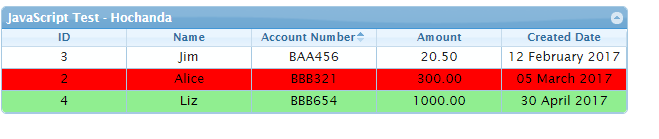 JavaScript Test - Hochanda
ID Name Account Number Amount Created Date
3 Jim BAA456 20.50 12 February 2017
2 Alice BBB321 300.00 05 March 2017
4 Liz BBB654 1000.00 30 April 2017